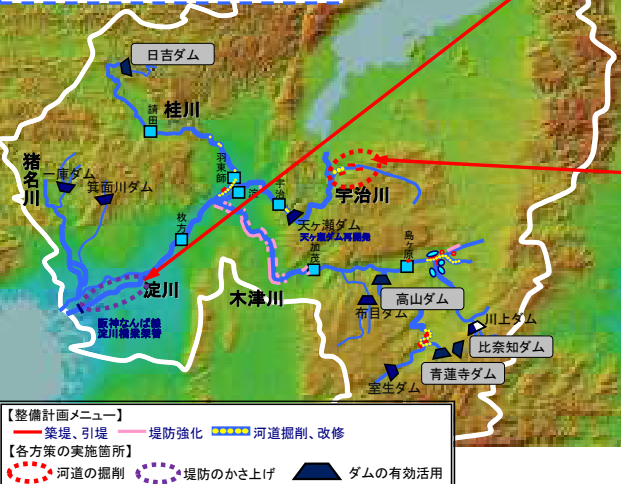 日吉ダム
請田
桂川
猪名川
一庫ダム
箕面川ダム
羽束師
淀
宇治
宇治川
天ヶ瀬ダム
天ヶ瀬ダム再開発
枚方
加茂
島ヶ原
淀川
木津川
高山ダム
布目ダム
川上ダム
阪神なんば線
淀川橋梁架替
比奈知ダム
青蓮寺ダム
室生ダム
【整備計画メニュー】
築堤、引堤 堤防強化 河道掘削、改修
【各方策の実施箇所】
河道の掘削 堤防のかさ上げ ダムの有効活用